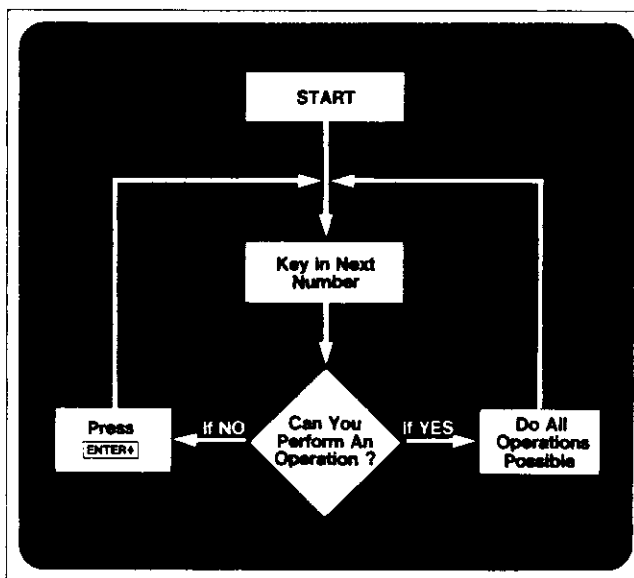 START
Key in Next
Number
Can You
Perform An
Operation ?
If NO
If YES
Press
ENTER↑
Do All
Operations
Possible